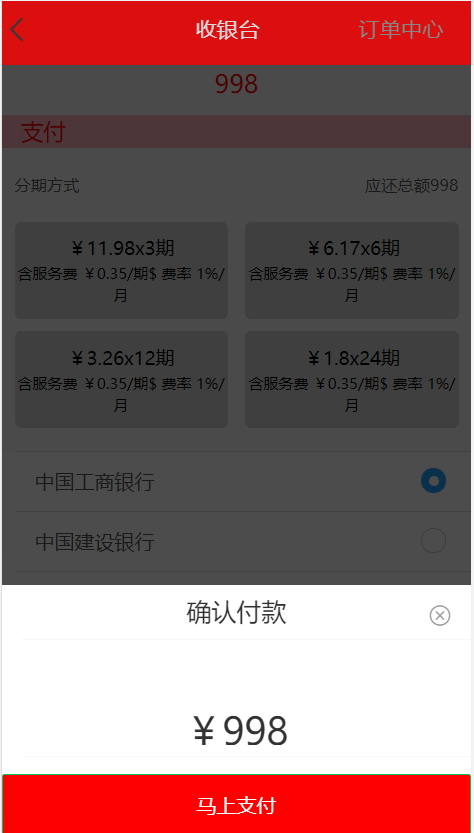 收银台 订单中心
998
支付
分期方式 应还总额998
￥11.98x3期 ￥6.17x6期
含服务费 ￥0.35/期$ 费率 1%/ 含服务费 ￥0.35/期$ 费率 1%/
月 月
￥3.26x12期 ￥1.8x24期
含服务费 ￥0.35/期$ 费率 1%/ 含服务费 ￥0.35/期$ 费率 1%/
月 月
中国工商银行
中国建设银行
确认付款
￥998
马上支付